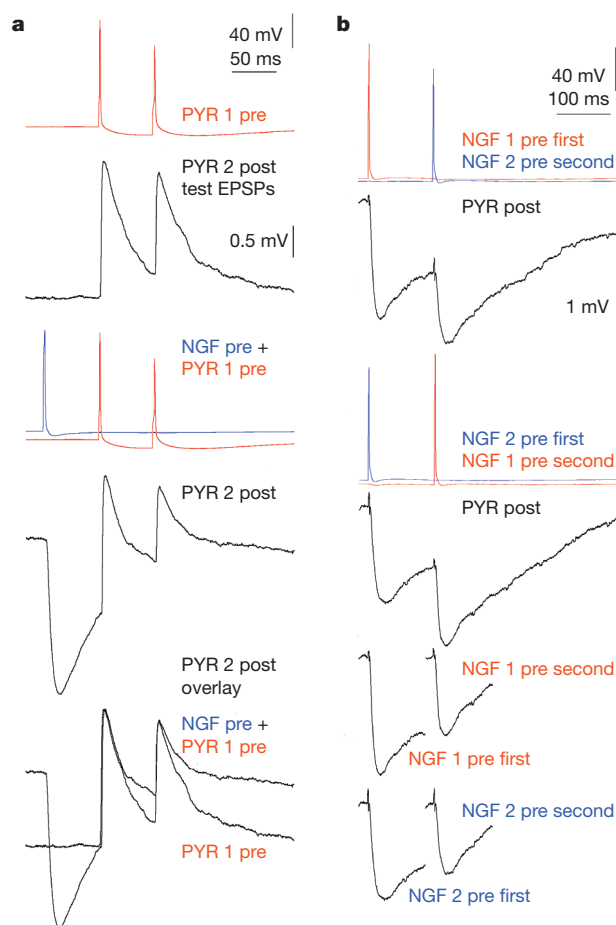 a
40 mV
50 ms
PYR 1 pre
PYR 2 post
test EPSPs
0.5 mV
NGF pre +
PYR 1 pre
PYR 2 post
PYR 2 post
overlay
NGF pre +
PYR 1 pre
PYR 1 pre
b
40 mV
100 ms
NGF 1 pre first
NGF 2 pre second
PYR post
1 mV
NGF 2 pre first
NGF 1 pre second
PYR post
NGF 1 pre second
NGF 1 pre first
NGF 2 pre second
NGF 2 pre first